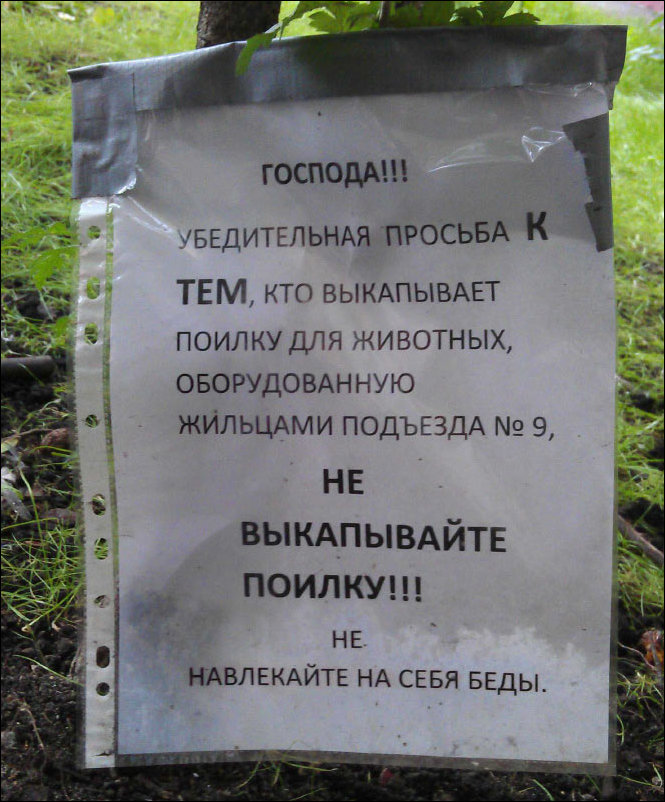 ГОСПОДА!!!
УБЕДИТЕЛЬНАЯ ПРОСЬБА К
ТЕМ, КТО ВЫКАПЫВАЕТ
ПОИЛКУ ДЛЯ ЖИВОТНЫХ,
ОБОРУДОВАННУЮ
ЖИЛЬЦАМИ ПОДЪЕЗДА № 9,
НЕ
ВЫКАПЫВАЙТЕ
ПОИЛКУ!!!
НЕ
НАВЛЕКАЙТЕ НА СЕБЯ БЕДЫ.